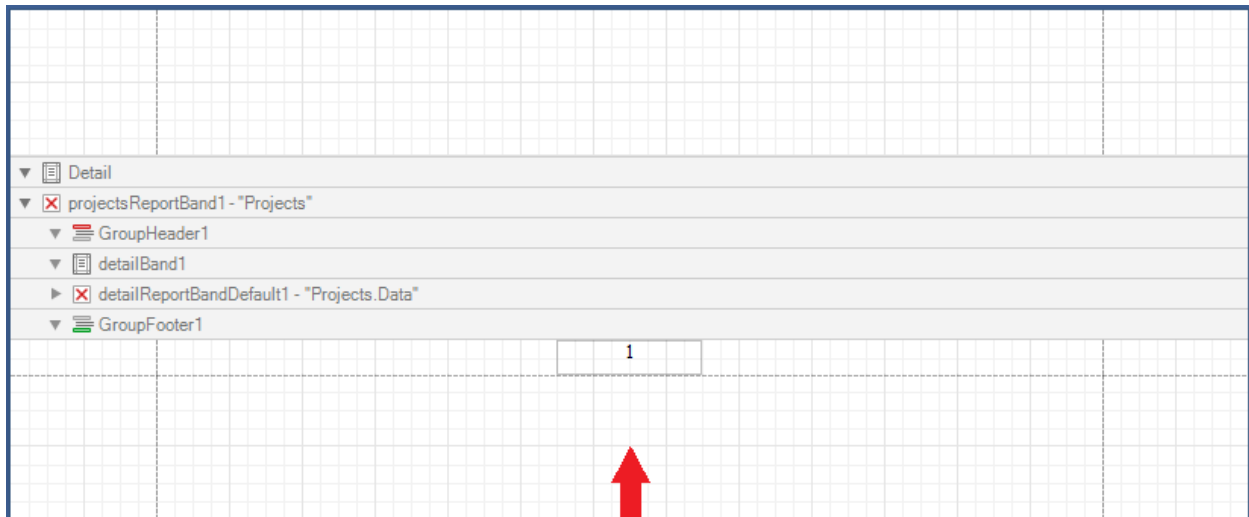 Detail
projectsReportBand1 - "Projects"
GroupHeader1
detailBand1
detailReportBandDefault1 - "Projects.Data"
GroupFooter1
1